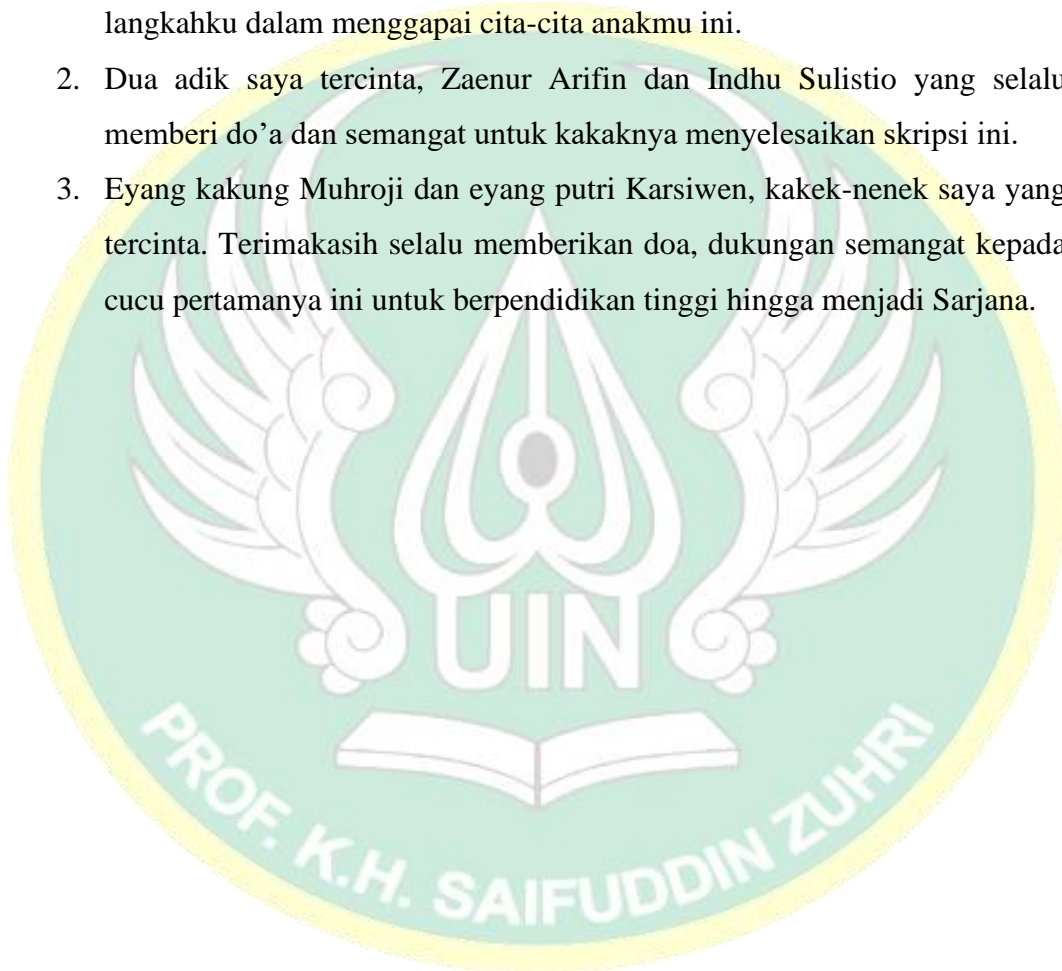 langkahku dalam menggapai cita-cita anakmu ini.
2. Dua adik saya tercinta, Zaenur Arifin dan Indhu Sulistio yang selalu
memberi do’a dan semangat untuk kakaknya menyelesaikan skripsi ini.
3. Eyang kakung Muhroji dan eyang putri Karsiwen, kakek-nenek saya yang
tercinta. Terimakasih selalu memberikan doa, dukungan semangat kepada
cucu pertamanya ini untuk berpendidikan tinggi hingga menjadi Sarjana.
UIN
PROF. K.H. SAIFUDDIN ZUHRI